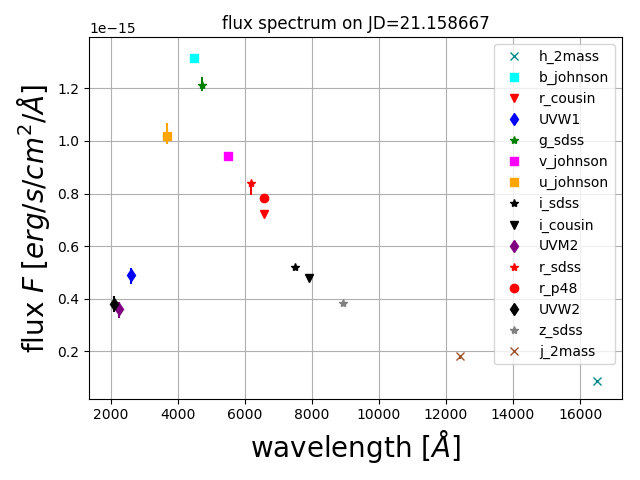 flux spectrum on JD=21.158667
1e−15
1.2
1.0
0.8
0.6
0.4
0.2
flux F [erg/s/cm²/Å]
h_2mass
b_johnson
r_cousin
UVW1
g_sdss
v_johnson
u_johnson
i_sdss
i_cousin
UVM2
r_sdss
r_p48
UVW2
z_sdss
j_2mass
2000 4000 6000 8000 10000 12000 14000 16000
wavelength [Å]